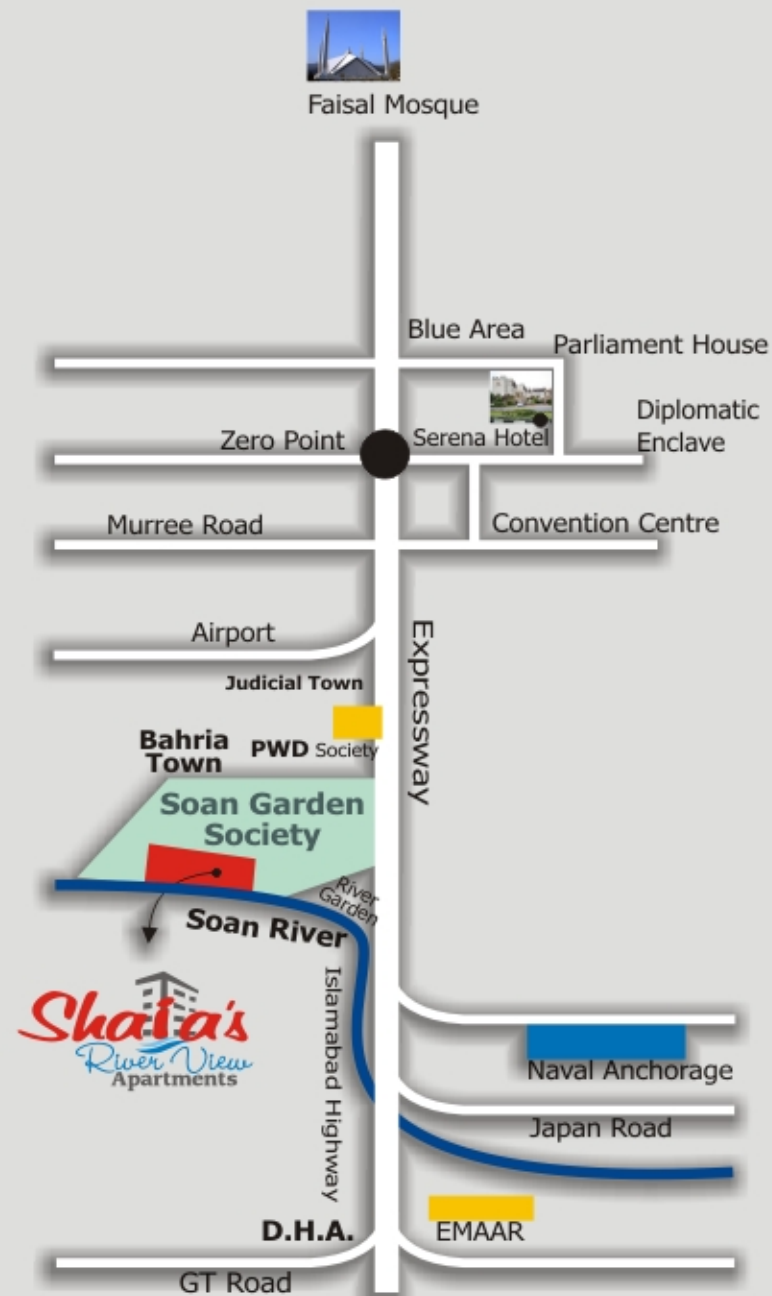 Faisal Mosque
Blue Area
Parliament House
Diplomatic
Enclave
Zero Point
Serena Hotel
Murree Road
Convention Centre
Airport
Expressway
Judicial Town
Bahria
Town
PWD Society
Soan Garden
Society
River
Garden
Soan River
Islamabad Highway
Shaia's
River View
Apartments
Naval Anchorage
Japan Road
D.H.A.
EMAAR
GT Road